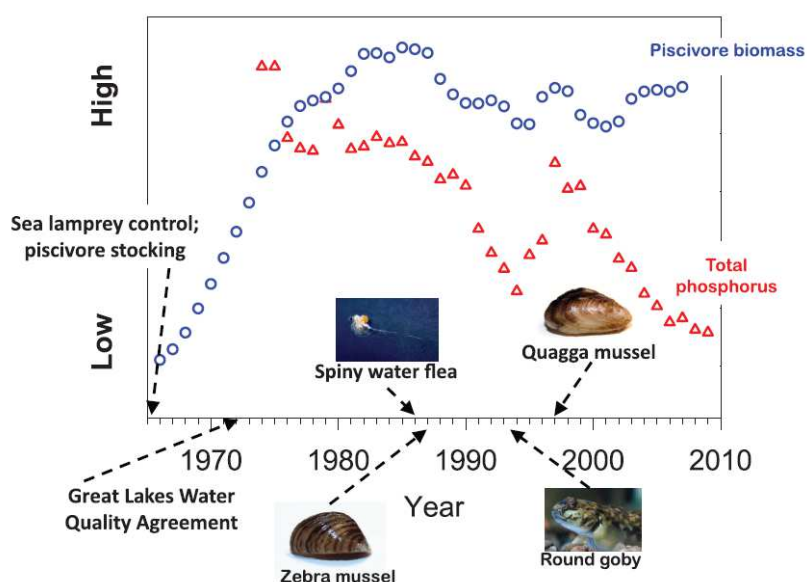 High
Low
Piscivore biomass
Sea lamprey control;
piscivore stocking
Total
phosphorus
Spiny water flea
Quagga mussel
1970
1980
1990
2000
2010
Great Lakes Water
Quality Agreement
Year
Zebra mussel
Round goby